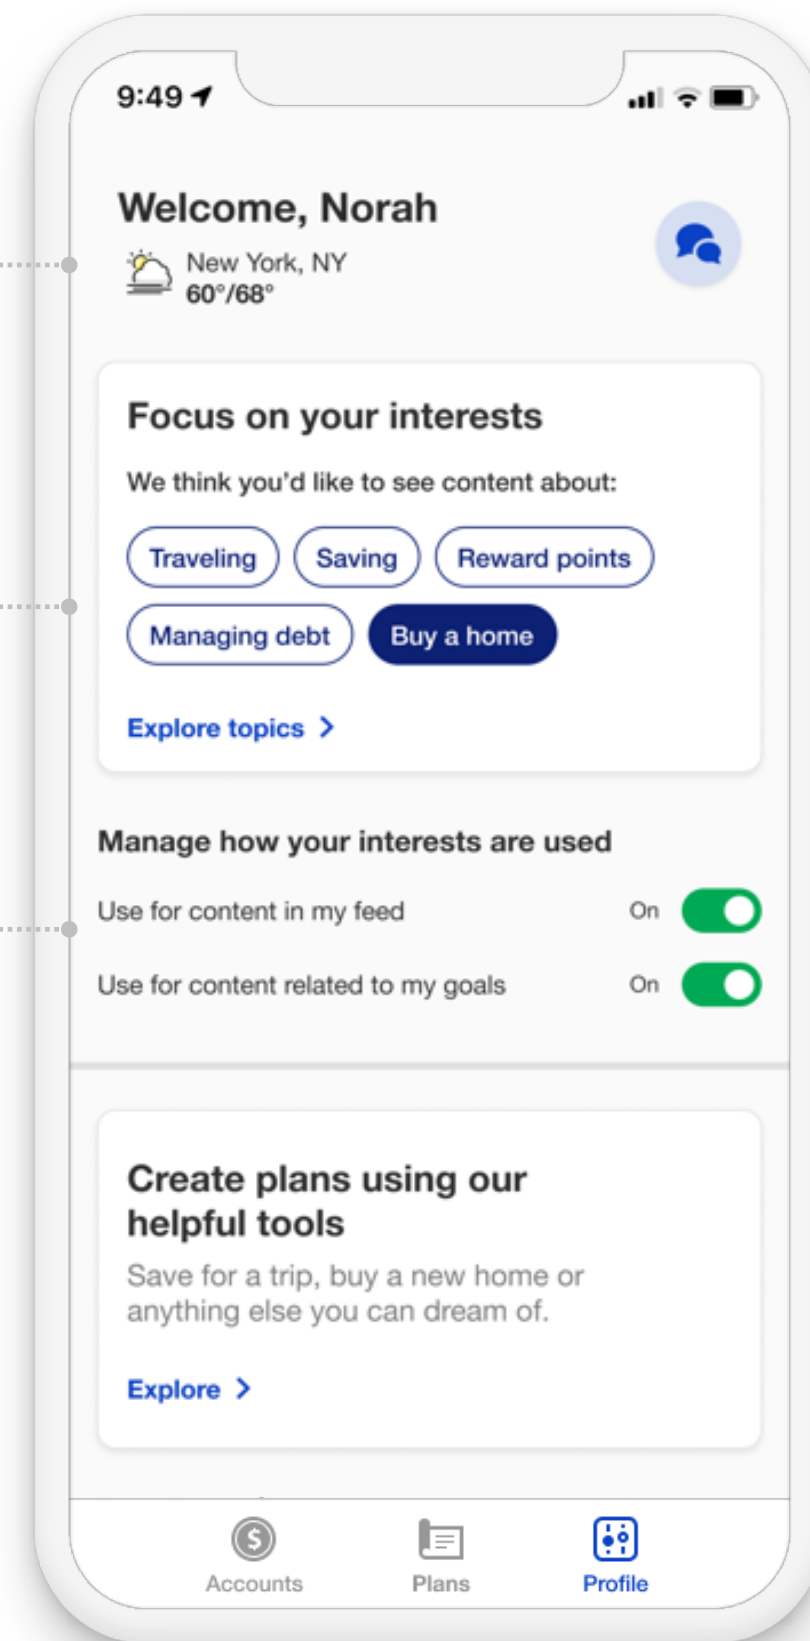 9:49
Welcome, Norah
New York, NY
60°/68°
Focus on your interests
We think you'd like to see content about:
Traveling Saving Reward points
Managing debt Buy a home
Explore topics
Manage how your interests are used
Use for content in my feed On
Use for content related to my goals On
Create plans using our
helpful tools
Save for a trip, buy a new home or
anything else you can dream of.
Explore
Accounts Plans Profile